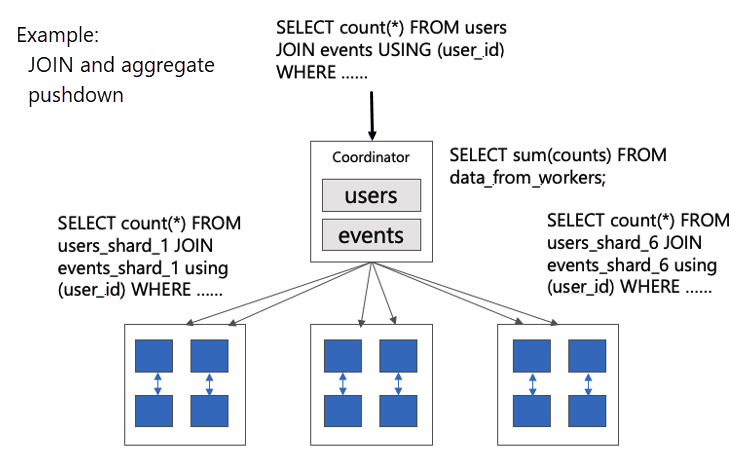 Example:
JOIN and aggregate
pushdown
SELECT count(*) FROM users
JOIN events USING (user_id)
WHERE ......
Coordinator
users
events
SELECT sum(counts) FROM
data_from_workers;
SELECT count(*) FROM
users_shard_1 JOIN
events_shard_1 using
(user_id) WHERE ......
SELECT count(*) FROM
users_shard_6 JOIN
events_shard_6 using
(user_id) WHERE ......